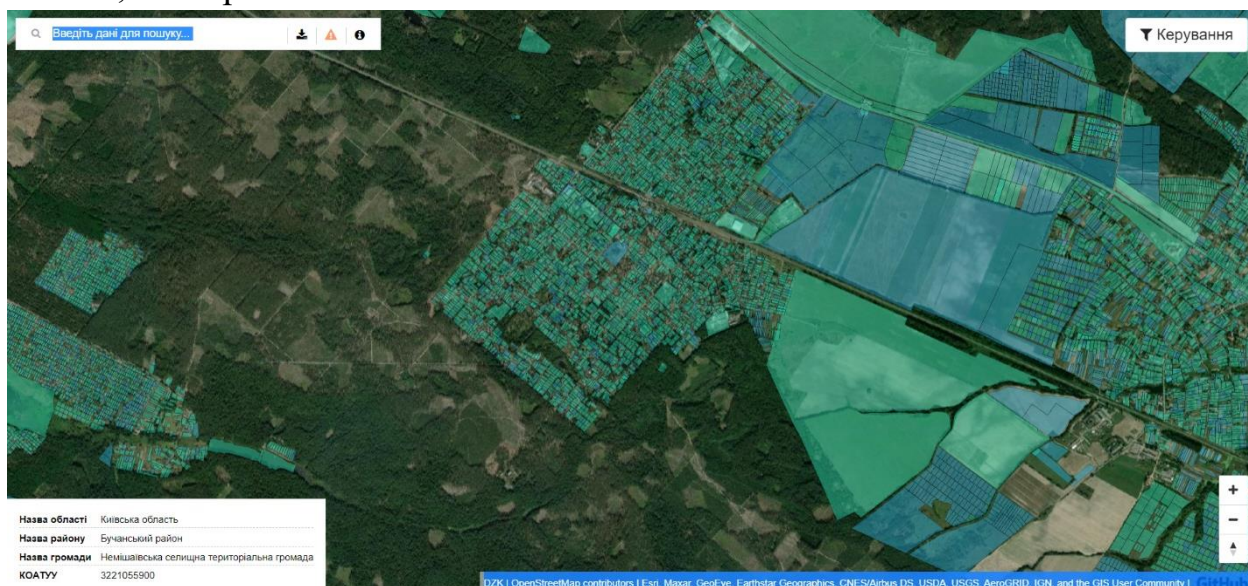 Введіть дані для пошуку...
Керування
Назва області Київська область
Назва району Бучанський район
Назва громади Немішаївська селищна територіальна громада
КОАТУУ 3221055900
DZK | OpenStreetMap contributors | Esri, Maxar, GeoEye, Earthstar Geographics, CNES/Airbus DS, USDA, USGS, AeroGRID, IGN, and the GIS User Community |